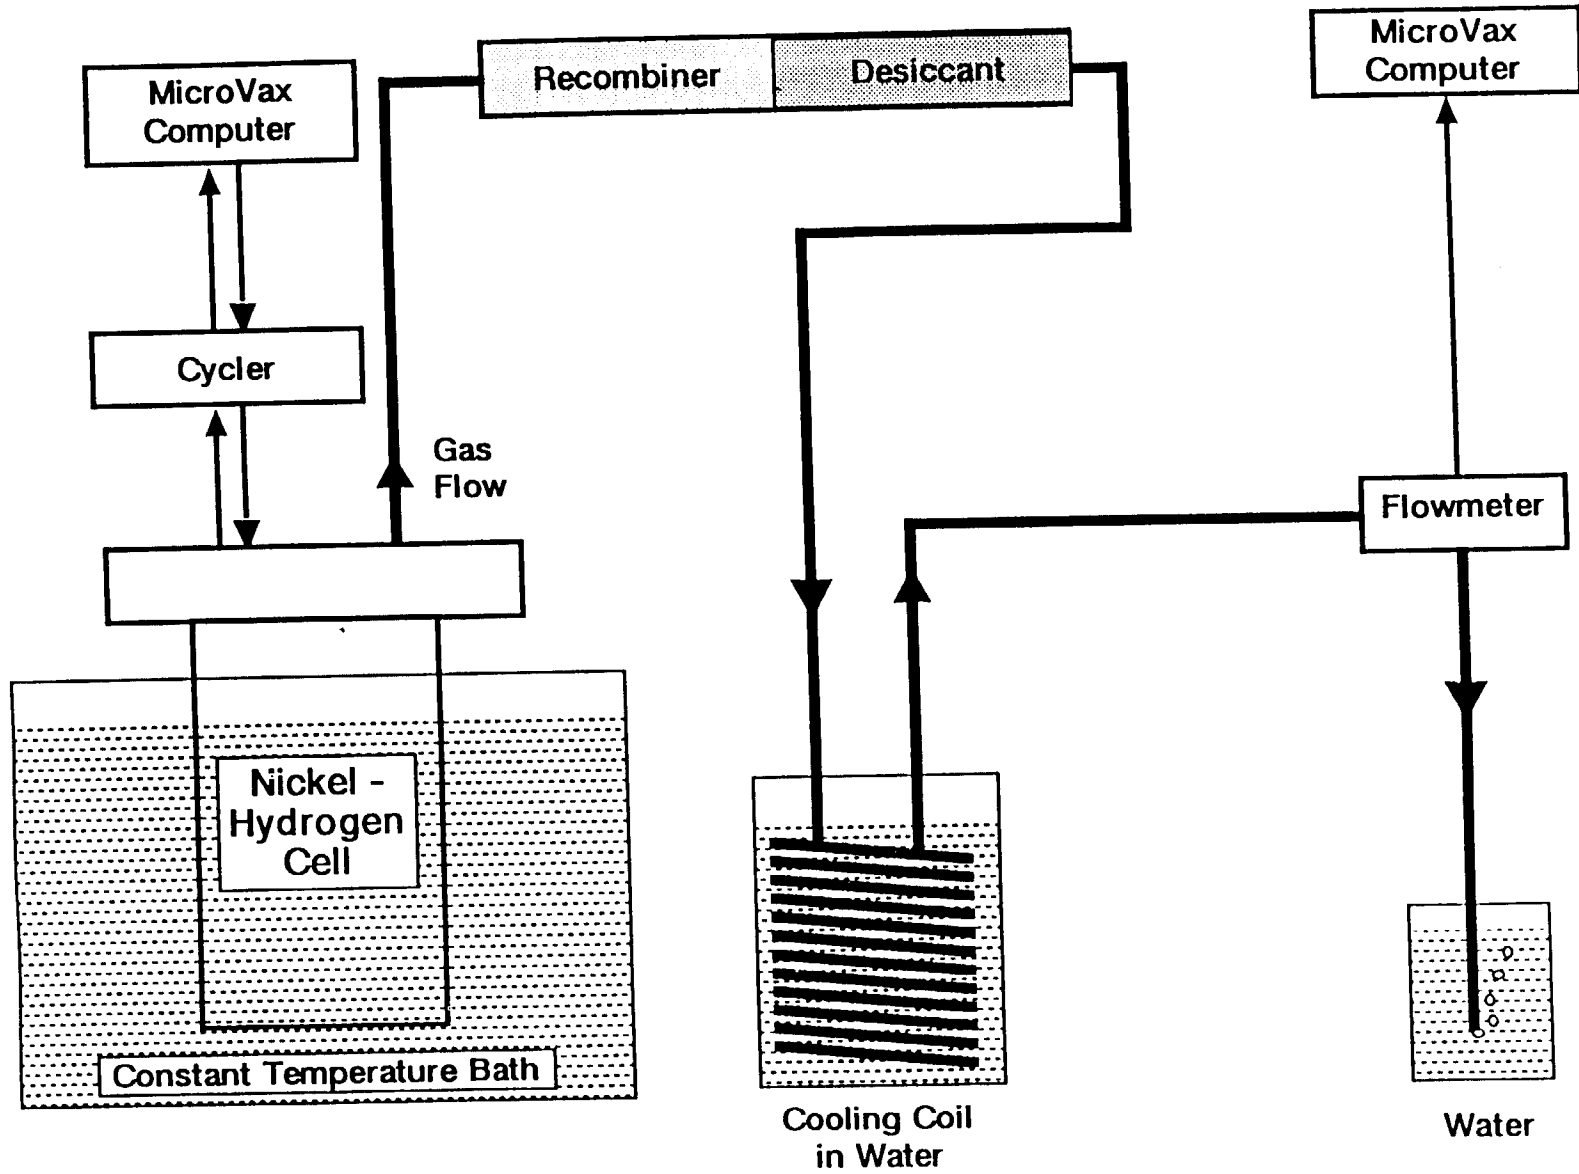 MicroVax
Computer
Recombiner
Desiccant
MicroVax
Computer
Cycler
Gas
Flow
Flowmeter
Nickel -
Hydrogen
Cell
Constant Temperature Bath
Cooling Coil
in Water
Water